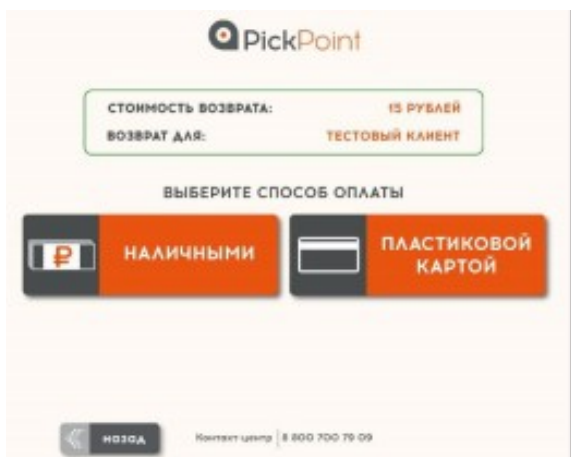 PickPoint
СТОИМОСТЬ ВОЗВРАТА: 15 РУБЛЕЙ
ВОЗВРАТ ДЛЯ: ТЕСТОВЫЙ КЛИЕНТ
ВЫБЕРИТЕ СПОСОБ ОПЛАТЫ
₽ НАЛИЧНЫМИ
ПЛАСТИКОВОЙ
КАРТОЙ
НАЗАД
Контакт центр 8 800 700 79 09